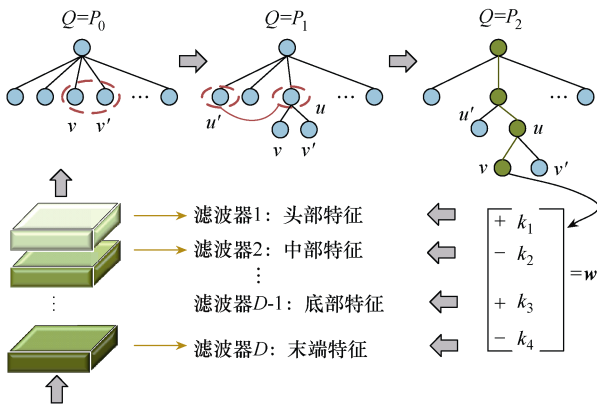 Q=P₀ Q=P₁ Q=P₂
… … …
v v′ u′ u u′ u
v v′ v v′
滤波器1：头部特征 + k₁
滤波器2：中部特征 − k₂
⋮ =w
滤波器D-1：底部特征 + k₃
滤波器D：末端特征 − k₄